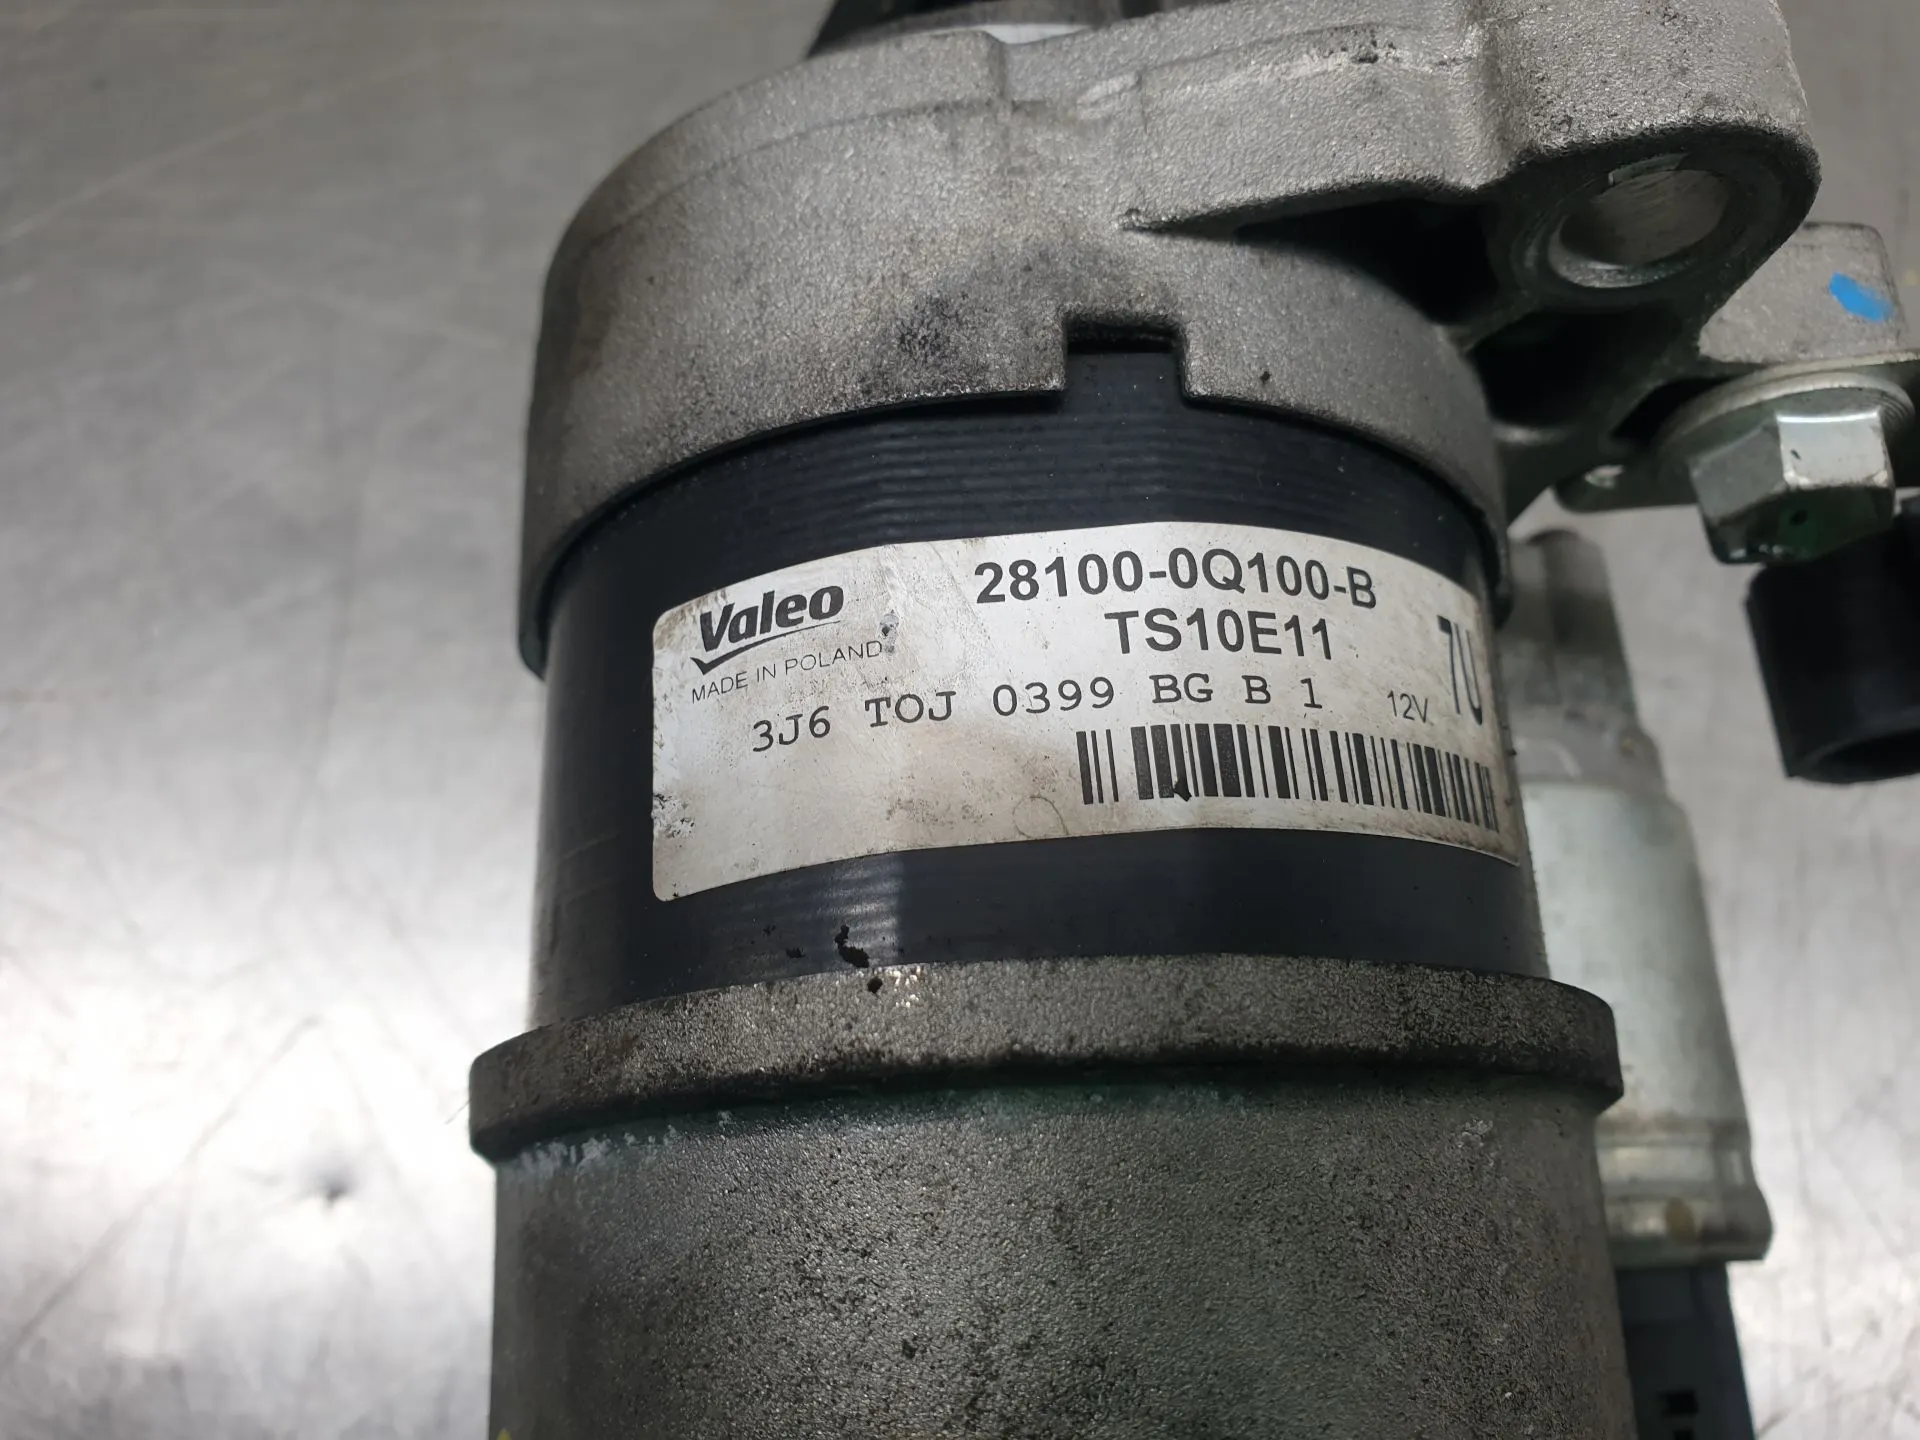 Valeo
MADE IN POLAND
28100-0Q100-B
TS10E11
3J6 TOJ 0399 BG B 1
12V
7U